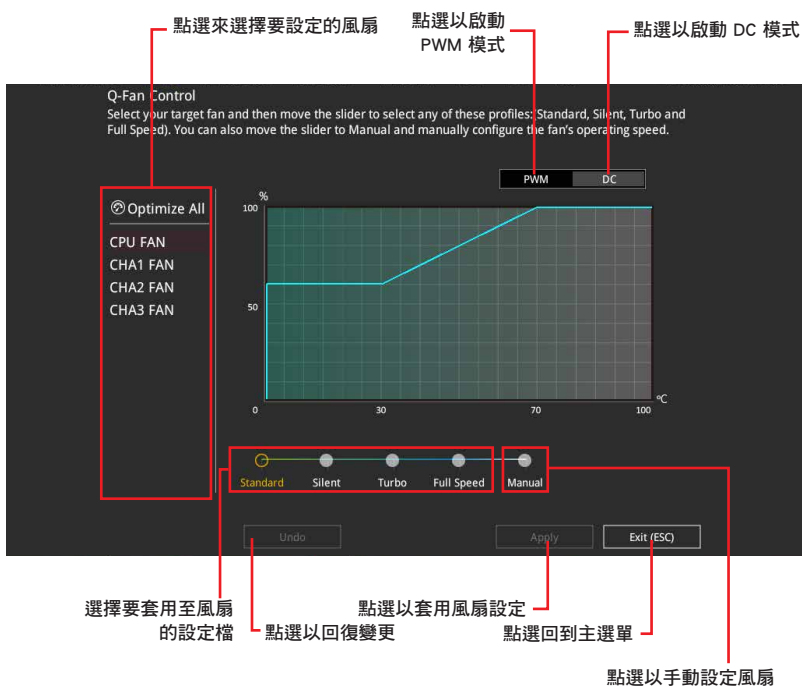 點選來選擇要設定的風扇
點選以啟動
PWM 模式
點選以啟動 DC 模式
Q-Fan Control
Select your target fan and then move the slider to select any of these profiles: Standard, Silent, Turbo and
Full Speed). You can also move the slider to Manual and manually configure the fan's operating speed.
PWM
DC
Optimize All
CPU FAN
CHA1 FAN
CHA2 FAN
CHA3 FAN
%
100
50
0
30
70
100
ºC
Standard
Silent
Turbo
Full Speed
Manual
Undo
Apply
Exit (ESC)
選擇要套用至風扇
的設定檔
點選以回復變更
點選以套用風扇設定
點選回到主選單
點選以手動設定風扇